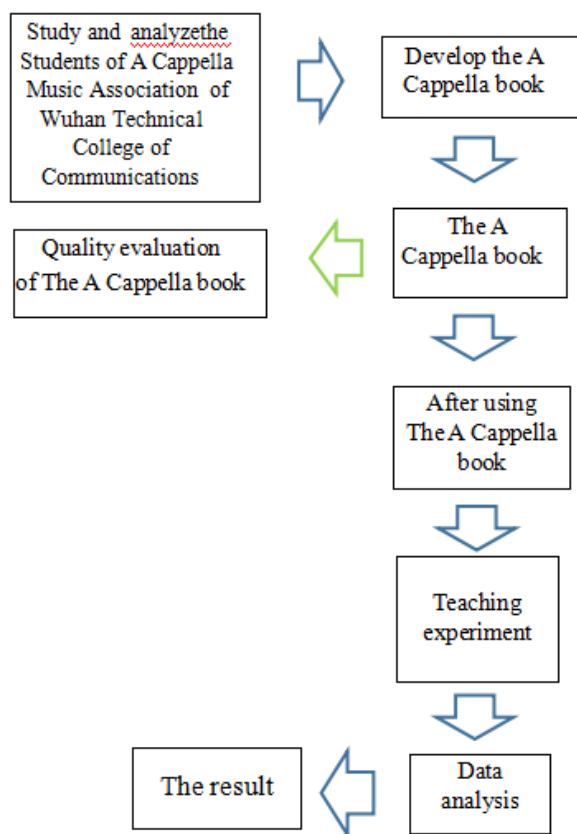 Study and analyzethe
Students of A Cappella
Music Association of
Wuhan Technical
College of
Communications
Develop the A
Cappella book
The A
Cappella book
Quality evaluation
of The A Cappella book
After using
The A Cappella
book
Teaching
experiment
Data
analysis
The result